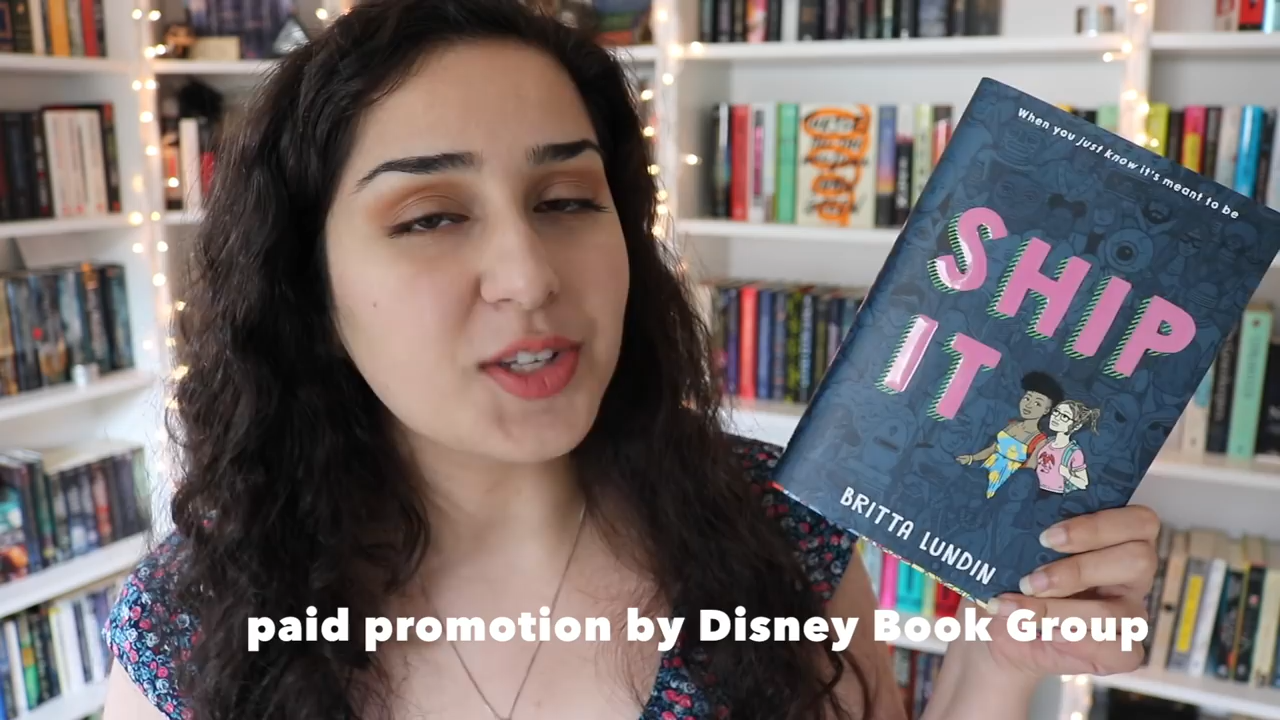 When you just know it's meant to be
SHIP
IT
BRITTA LUNDIN
paid promotion by Disney Book Group